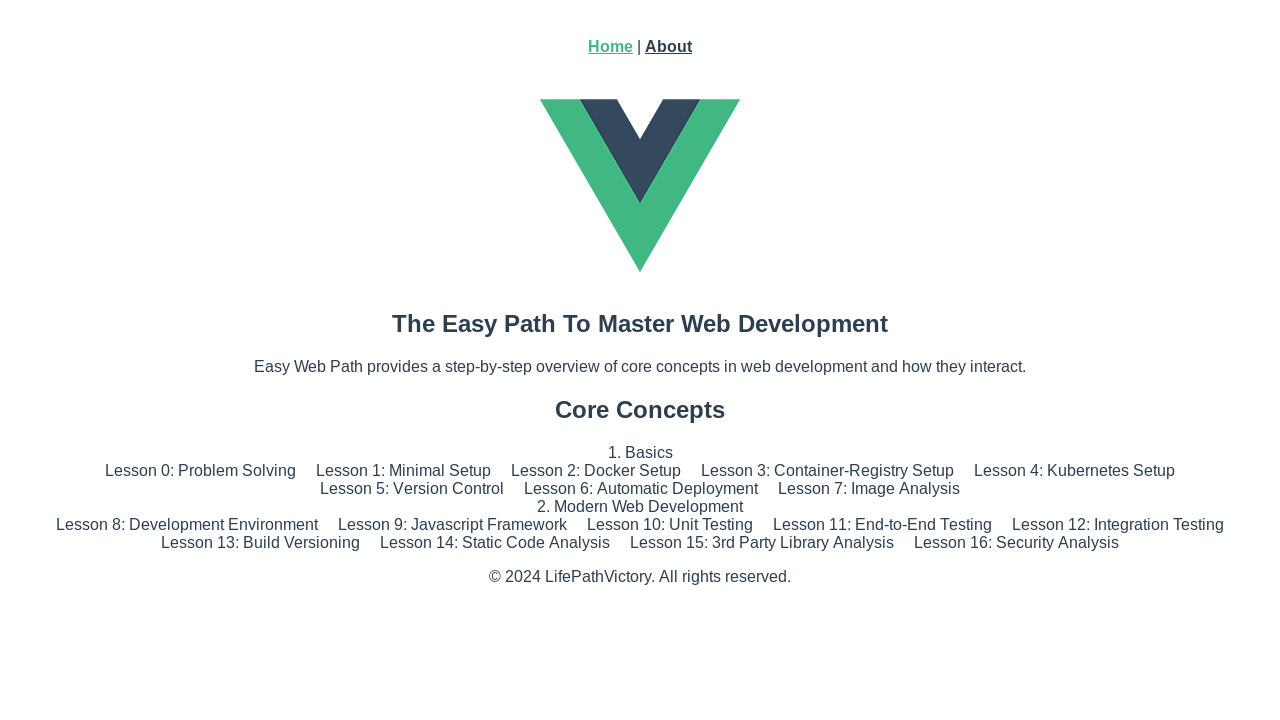 Home | About
The Easy Path To Master Web Development
Easy Web Path provides a step-by-step overview of core concepts in web development and how they interact.
Core Concepts
1. Basics
Lesson 0: Problem Solving Lesson 1: Minimal Setup Lesson 2: Docker Setup Lesson 3: Container-Registry Setup Lesson 4: Kubernetes Setup
Lesson 5: Version Control Lesson 6: Automatic Deployment Lesson 7: Image Analysis
2. Modern Web Development
Lesson 8: Development Environment Lesson 9: Javascript Framework Lesson 10: Unit Testing Lesson 11: End-to-End Testing Lesson 12: Integration Testing
Lesson 13: Build Versioning Lesson 14: Static Code Analysis Lesson 15: 3rd Party Library Analysis Lesson 16: Security Analysis
© 2024 LifePathVictory. All rights reserved.